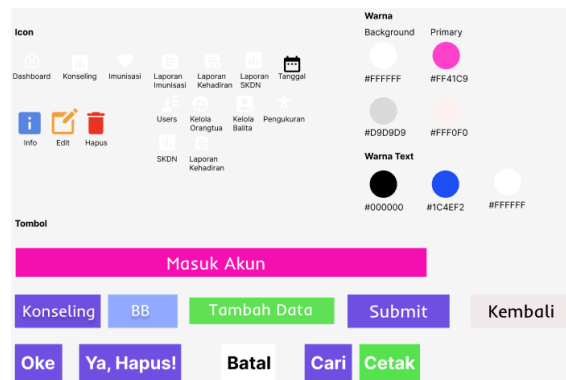 Warna
Icon
Background Primary
Dashboard Konseling Imunisasi Laporan Imunisasi Laporan Kehadiran Laporan SKDN Tanggal
#FFFFFF #FF41C9
Users Kelola Orangtua Kelola Balita Pengukuran
#D9D9D9 #FFF0F0
Info Edit Hapus
SKDN Laporan Kehadiran
Warna Text
#000000 #1C4EF2 #FFFFFF
Tombol
Masuk Akun
Konseling BB Tambah Data Submit Kembali
Oke Ya, Hapus! Batal Cari Cetak